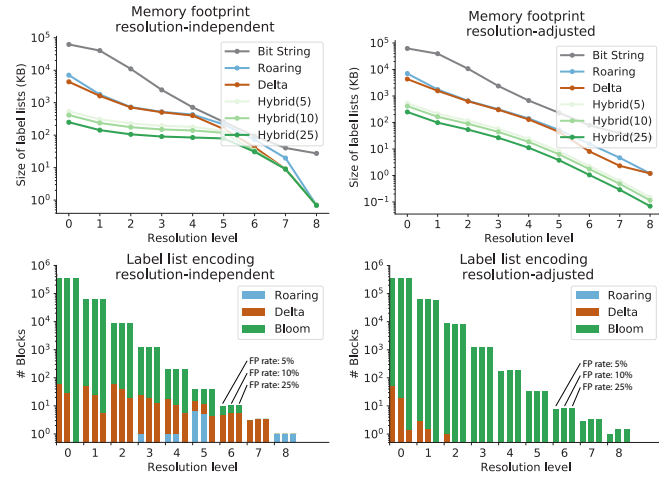 Memory footprint
resolution-independent
Size of label lists (KB)
10^5
10^4
10^3
10^2
10^1
10^0
Bit String
Roaring
Delta
Hybrid(5)
Hybrid(10)
Hybrid(25)
0 1 2 3 4 5 6 7 8
Resolution level
Memory footprint
resolution-adjusted
Size of label lists (KB)
10^5
10^4
10^3
10^2
10^1
10^0
10^-1
Bit String
Roaring
Delta
Hybrid(5)
Hybrid(10)
Hybrid(25)
0 1 2 3 4 5 6 7 8
Resolution level
Label list encoding
resolution-independent
# Blocks
10^6
10^5
10^4
10^3
10^2
10^1
10^0
Roaring
Delta
Bloom
FP rate: 5%
FP rate: 10%
FP rate: 25%
0 1 2 3 4 5 6 7 8
Resolution level
Label list encoding
resolution-adjusted
# Blocks
10^6
10^5
10^4
10^3
10^2
10^1
10^0
Roaring
Delta
Bloom
FP rate: 5%
FP rate: 10%
FP rate: 25%
0 1 2 3 4 5 6 7 8
Resolution level